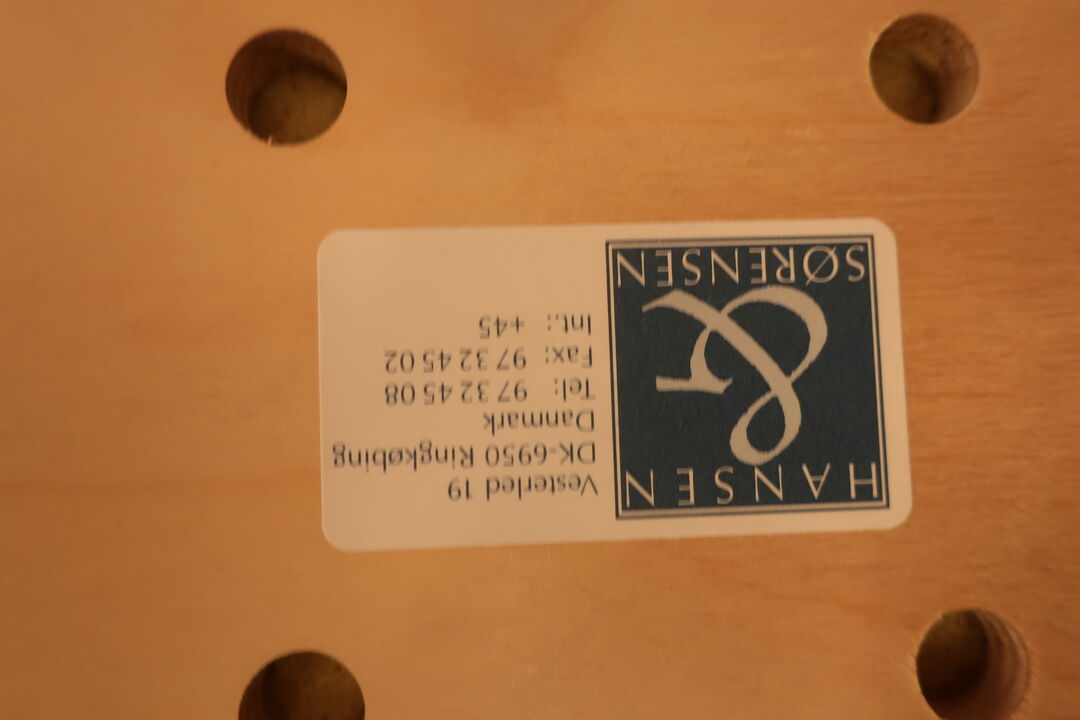 HANSEN
&
SØRENSEN
Vesterled 19
DK-6950 Ringkøbing
Danmark
Tel: 97 32 45 08
Fax: 97 32 45 02
Int.: +45